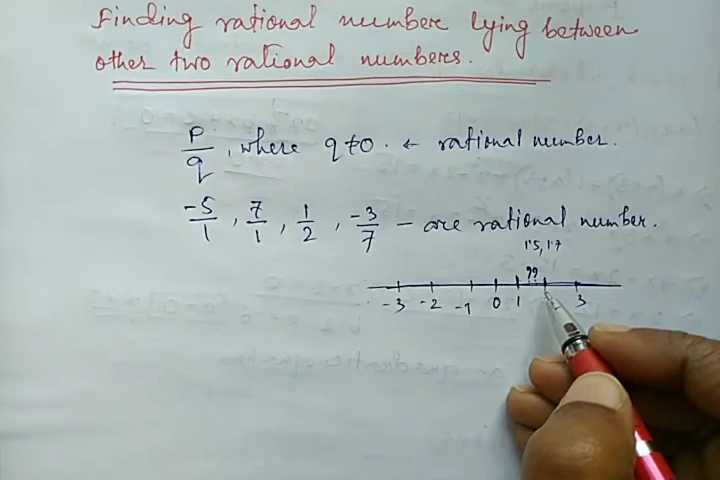 Finding rational numbers lying between
other two rational numbers.
P/q, where q≠0. ← rational number.
-5/1, 7/1, 1/2, -3/7 - are rational number.
1.5, 1.7
-3 -2 -1 0 1 3